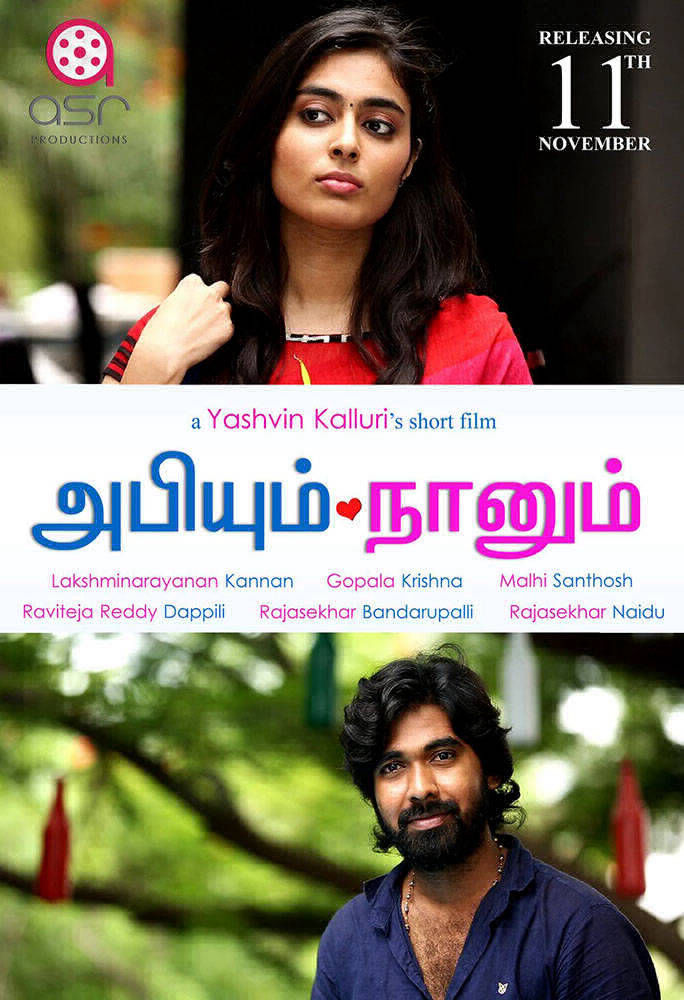 asr
PRODUCTIONS
RELEASING
11TH
NOVEMBER
a Yashvin Kalluri's short film
அபியும் நானும்
Lakshminarayanan Kannan Gopala Krishna Malhi Santhosh
Raviteja Reddy Dappili Rajasekhar Bandarupalli Rajasekhar Naidu